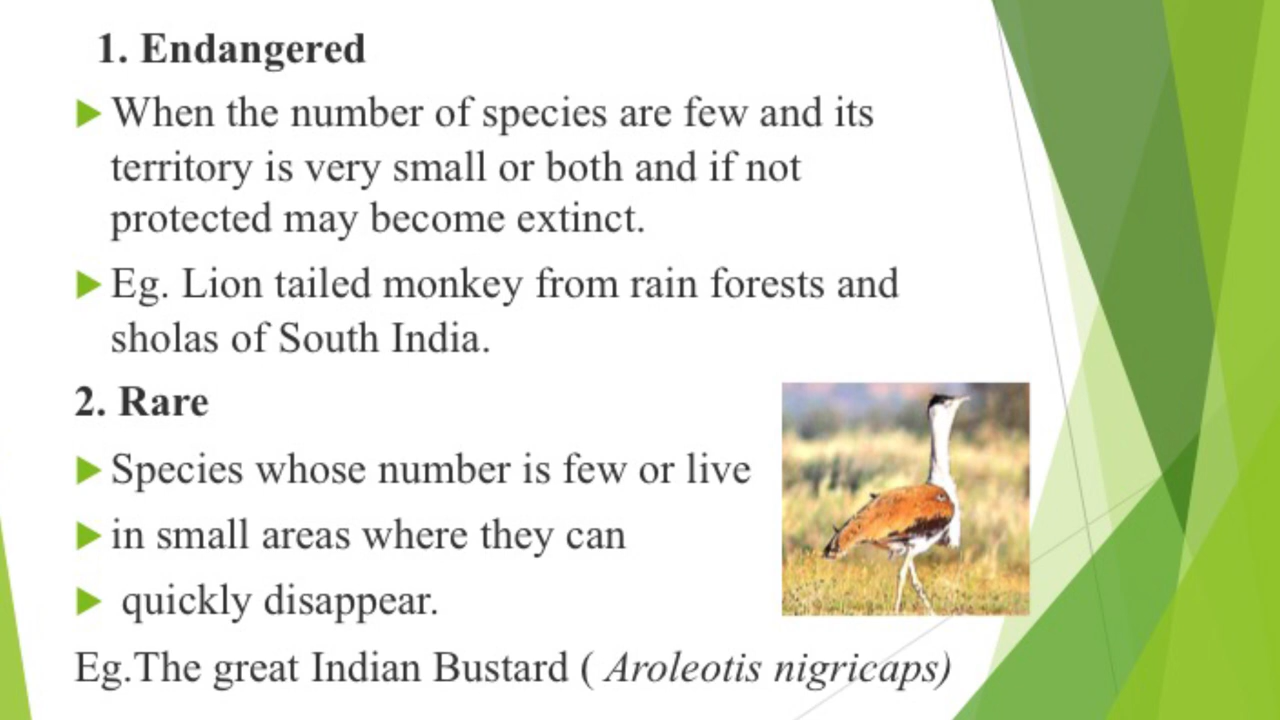 1. Endangered
When the number of species are few and its
territory is very small or both and if not
protected may become extinct.
Eg. Lion tailed monkey from rain forests and
sholas of South India.
2. Rare
Species whose number is few or live
in small areas where they can
quickly disappear.
Eg.The great Indian Bustard ( Aroleotis nigricaps)